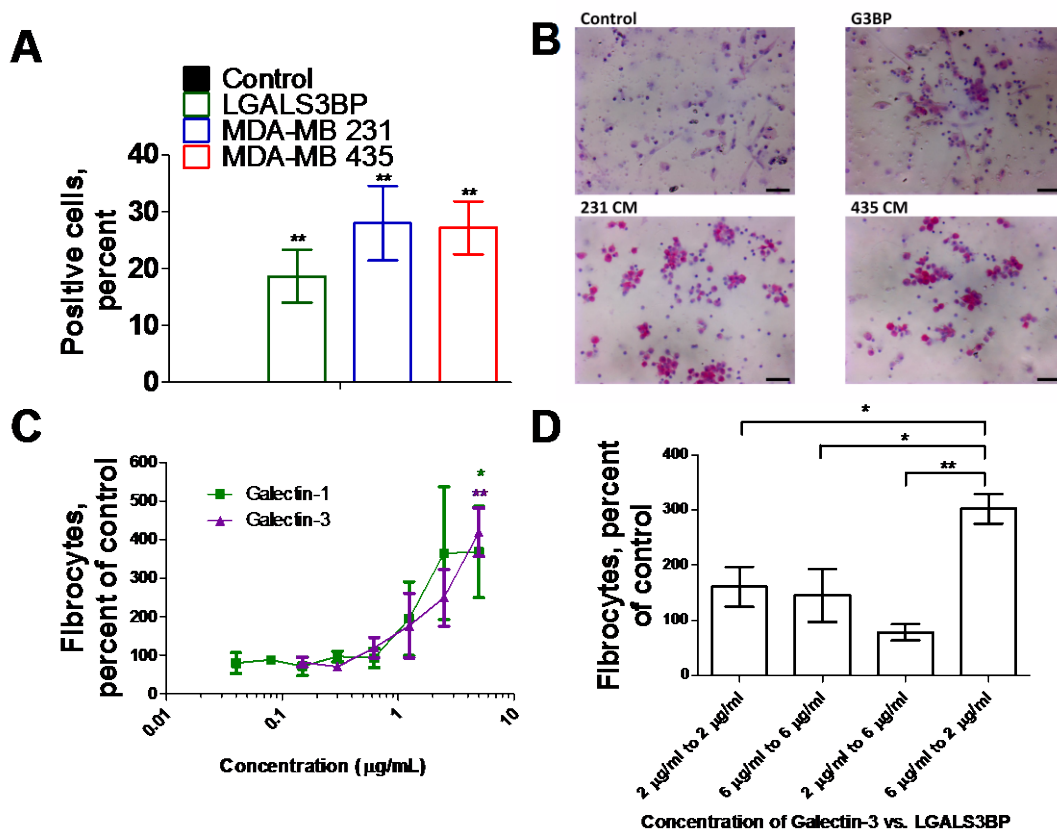 A
Control
LGALS3BP
MDA-MB 231
MDA-MB 435
Positive cells,
percent
40
30
20
10
0
**
**
**
B
Control
G3BP
231 CM
435 CM
C
Fibrocytes,
percent of control
600
500
400
300
200
100
0
Galectin-1
Galectin-3
*
**
0.01
0.1
1
10
Concentration (µg/mL)
D
*
*
**
Fibrocytes, percent
of control
400
300
200
100
0
2 µg/ml to 2 µg/ml
6 µg/ml to 6 µg/ml
2 µg/ml to 6 µg/ml
6 µg/ml to 2 µg/ml
Concentration of Galectin-3 vs. LGALS3BP